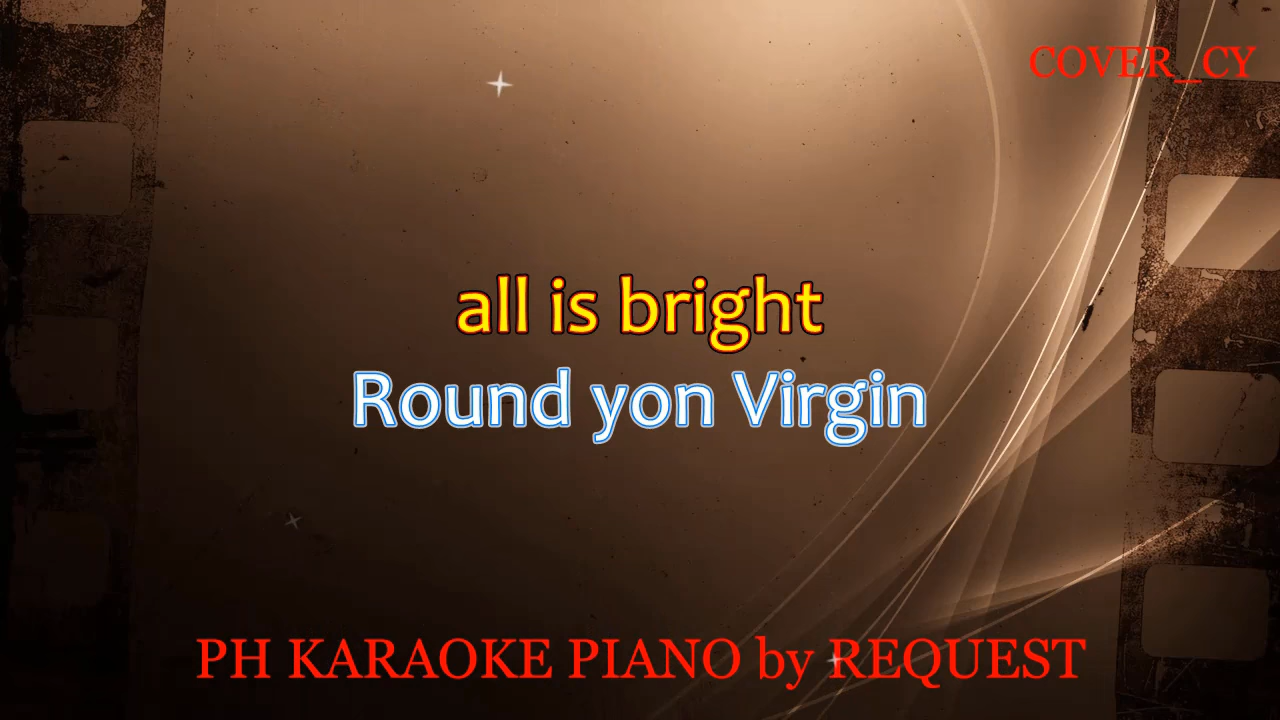 COVER_CY
all is bright
Round yon Virgin
PH KARAOKE PIANO by REQUEST